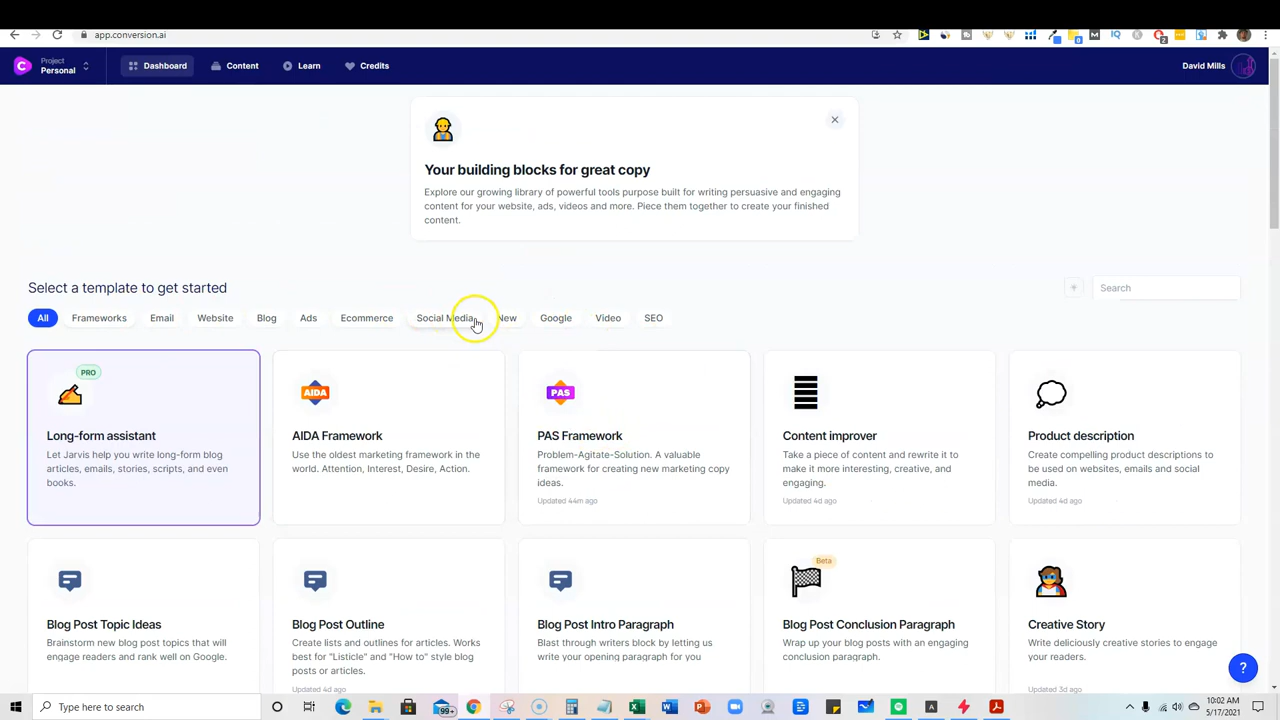 app.conversion.ai
Project
Personal
Dashboard
Content
Learn
Credits
David Mills
Your building blocks for great copy
Explore our growing library of powerful tools purpose built for writing persuasive and engaging
content for your website, ads, videos and more. Piece them together to create your finished
content.
Select a template to get started
Search
All
Frameworks
Email
Website
Blog
Ads
Ecommerce
Social Media
New
Google
Video
SEO
PRO
Long-form assistant
Let Jarvis help you write long-form blog
articles, emails, stories, scripts, and even
books.
AIDA
AIDA Framework
Use the oldest marketing framework in the
world. Attention, Interest, Desire, Action.
PAS
PAS Framework
Problem-Agitate-Solution. A valuable
framework for creating new marketing copy
ideas.
Updated 44m ago
Content improver
Take a piece of content and rewrite it to
make it more interesting, creative, and
engaging.
Updated 4d ago
Product description
Create compelling product descriptions to
be used on websites, emails and social
media.
Updated 4d ago
Blog Post Topic Ideas
Brainstorm new blog post topics that will
engage readers and rank well on Google.
Blog Post Outline
Create lists and outlines for articles. Works
best for "Listicle" and "How to" style blog
posts or articles.
Updated 4d ago
Blog Post Intro Paragraph
Blast through writers block by letting us
write your opening paragraph for you
Beta
Blog Post Conclusion Paragraph
Wrap up your blog posts with an engaging
conclusion paragraph.
Creative Story
Write deliciously creative stories to engage
your readers.
Updated 3d ago
?
Type here to search
99+
10:02 AM
5/17/2021